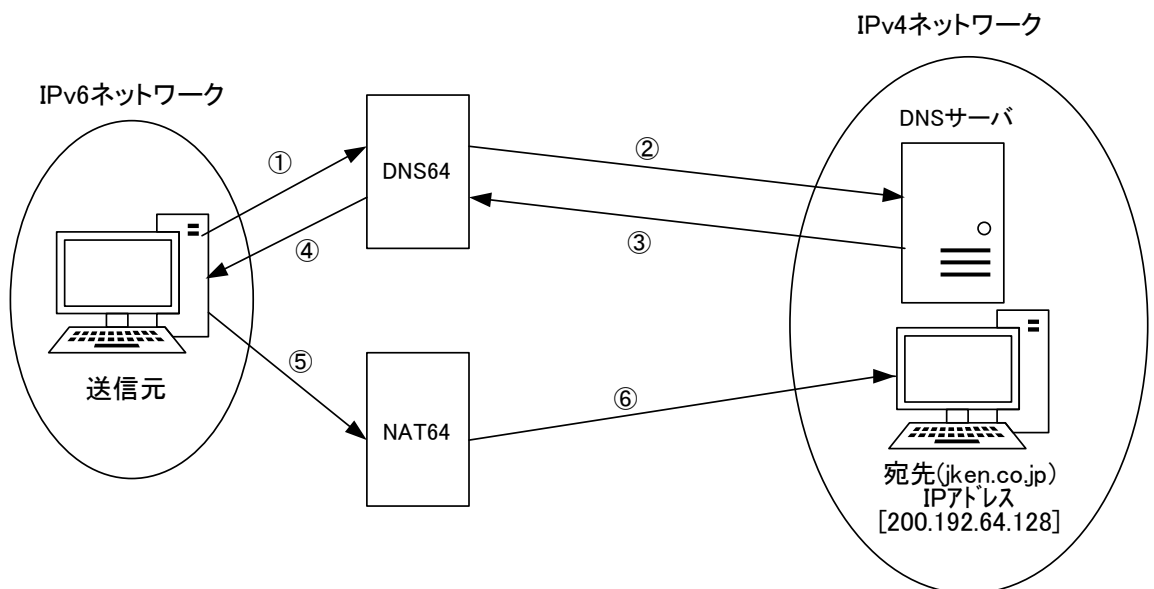 IPv4ネットワーク
IPv6ネットワーク
DNSサーバ
①
②
DNS64
③
④
送信元
⑤
⑥
NAT64
宛先(jken.co.jp)
IPアドレス
[200.192.64.128]